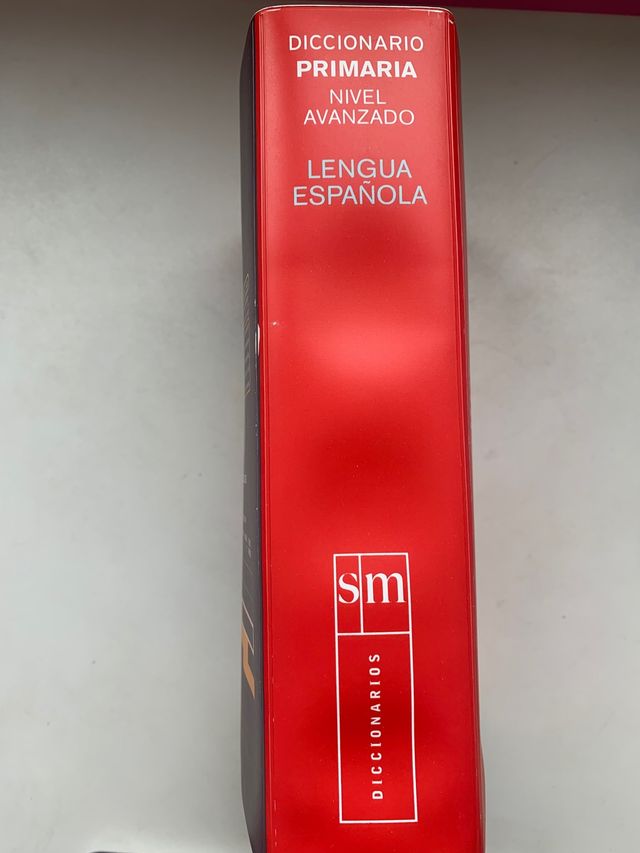 DICCIONARIO
PRIMARIA
NIVEL
AVANZADO
LENGUA
ESPAÑOLA
sm
DICCIONARIOS